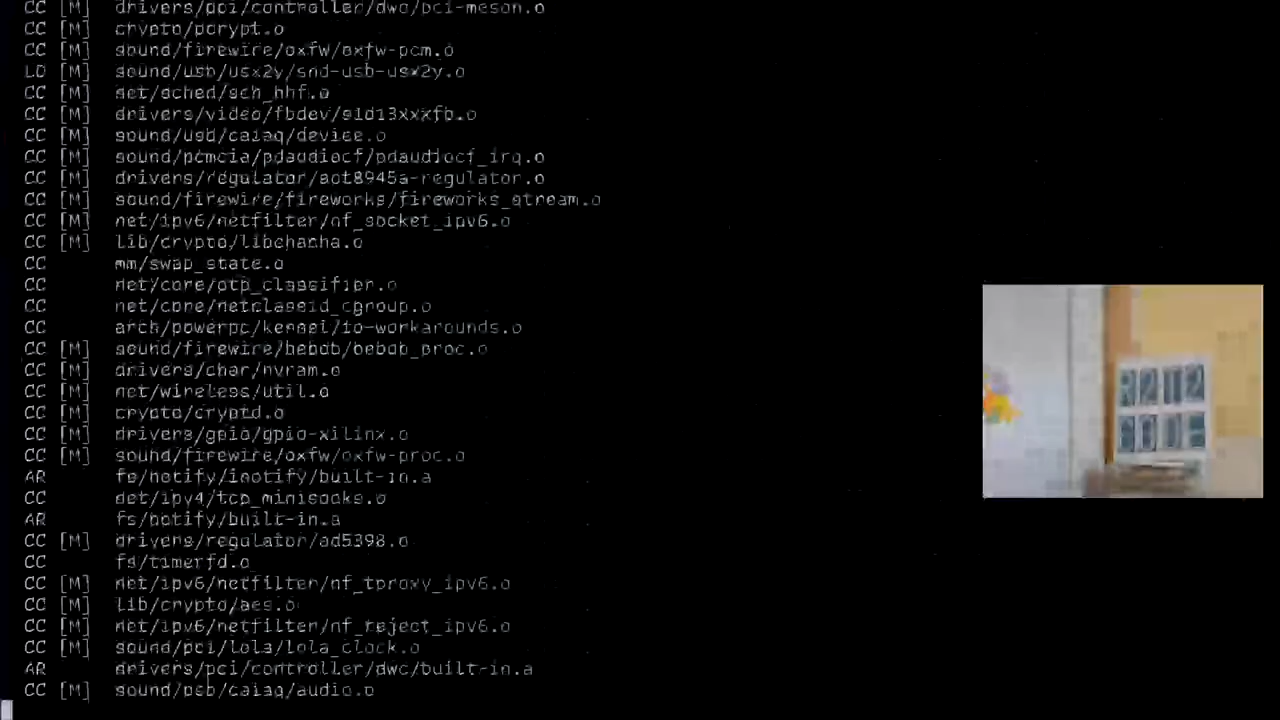 CC [M] drivers/pci/controller/dwc/pci-meson.o
CC [M] crypto/pcrypt.o
CC [M] sound/firewire/oxfw/oxfw-pcm.o
LD [M] sound/usb/usx2y/snd-usb-usx2y.o
CC [M] net/sched/sch_hhf.o
CC [M] drivers/video/fbdev/s1d13xxxfb.o
CC [M] sound/usb/caiaq/device.o
CC [M] sound/pcmcia/pdaudiocf/pdaudiocf_irq.o
CC [M] drivers/regulator/act8945a-regulator.o
CC [M] sound/firewire/fireworks/fireworks_stream.o
CC [M] net/ipv6/netfilter/nf_socket_ipv6.o
CC [M] lib/crypto/libchacha.o
CC mm/swap_state.o
CC net/core/ptp_classifier.o
CC net/core/netclassid_cgroup.o
CC arch/powerpc/kernel/io-workarounds.o
CC [M] sound/firewire/bebob/bebob_proc.o
CC [M] drivers/char/nvram.o
CC [M] net/wireless/util.o
CC [M] crypto/cryptd.o
CC [M] drivers/gpio/gpio-xilinx.o
CC [M] sound/firewire/oxfw/oxfw-proc.o
AR fs/notify/inotify/built-in.a
CC net/ipv4/tcp_minisocks.o
AR fs/notify/built-in.a
CC [M] drivers/regulator/ad5398.o
CC fs/timerfd.o
CC [M] net/ipv6/netfilter/nf_tproxy_ipv6.o
CC [M] lib/crypto/aes.o
CC [M] net/ipv6/netfilter/nf_reject_ipv6.o
CC [M] sound/pci/lola/lola_clock.o
AR drivers/pci/controller/dwc/built-in.a
CC [M] sound/usb/caiaq/audio.o